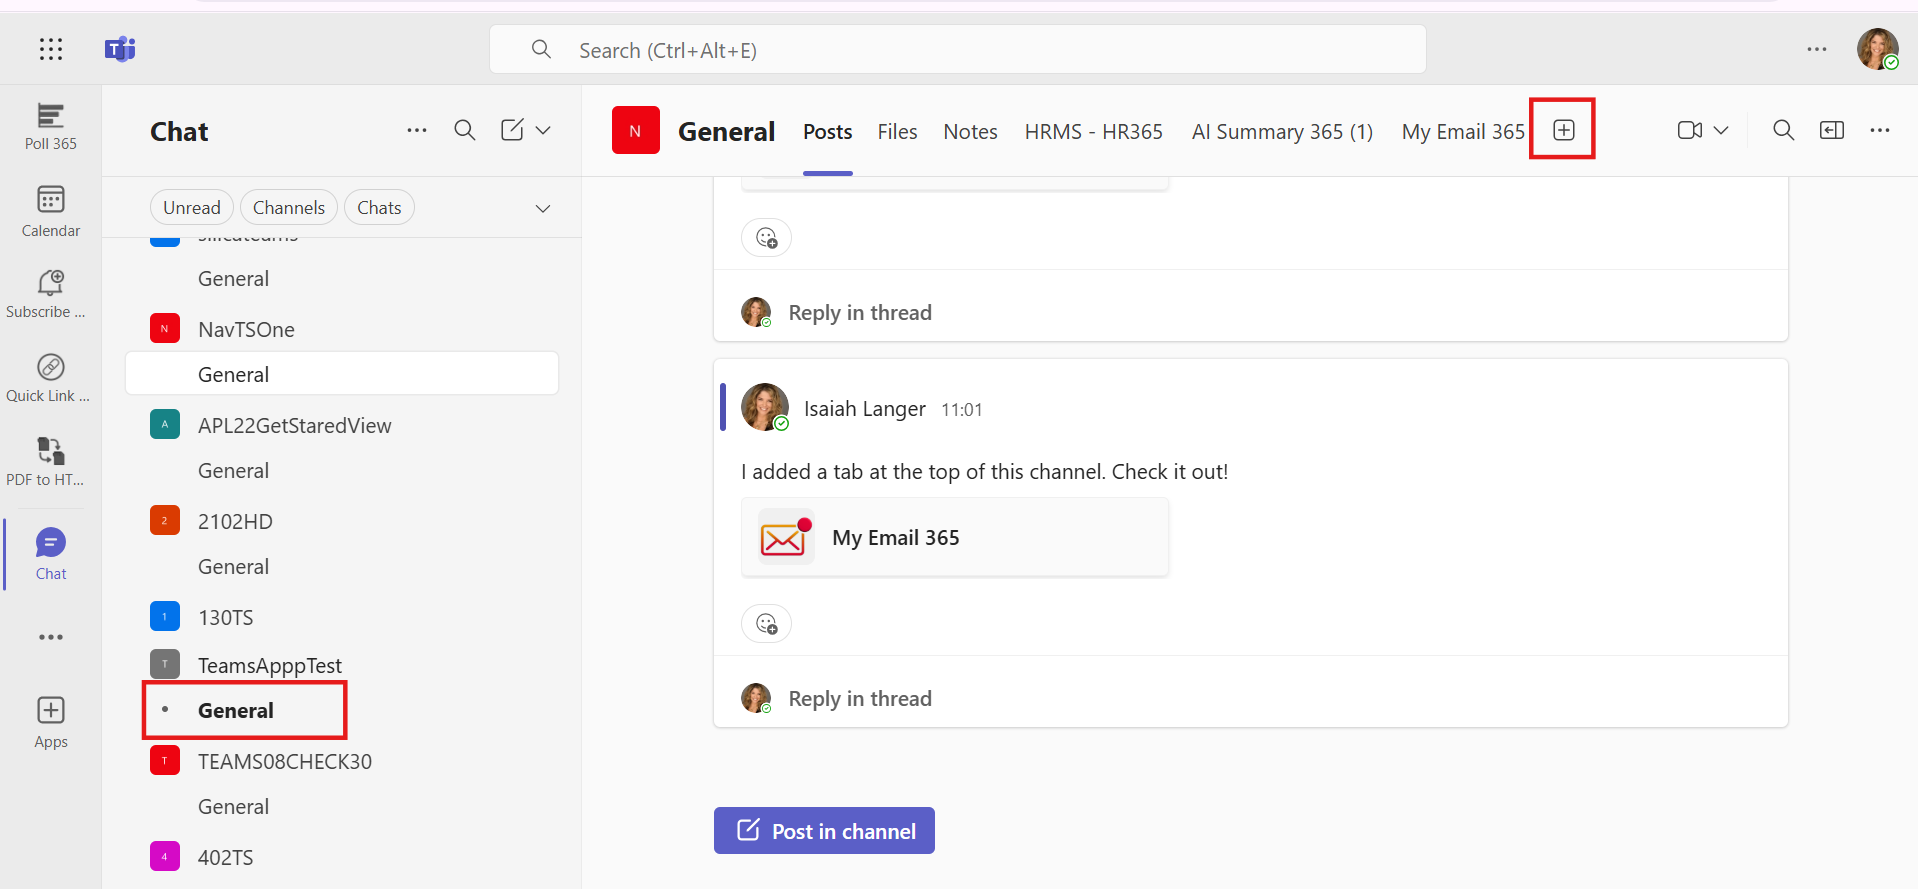 Search (Ctrl+Alt+E)
Poll 365
Calendar
Subscribe ...
Quick Link ...
PDF to HT...
Chat
Apps
Chat
Unread
Channels
Chats
General
N
NavTSOne
General
A
APL22GetStaredView
General
2
2102HD
General
1
130TS
T
TeamsApppTest
General
T
TEAMS08CHECK30
General
4
402TS
N
General
Posts
Files
Notes
HRMS - HR365
AI Summary 365 (1)
My Email 365
Reply in thread
Isaiah Langer 11:01
I added a tab at the top of this channel. Check it out!
My Email 365
Reply in thread
Post in channel